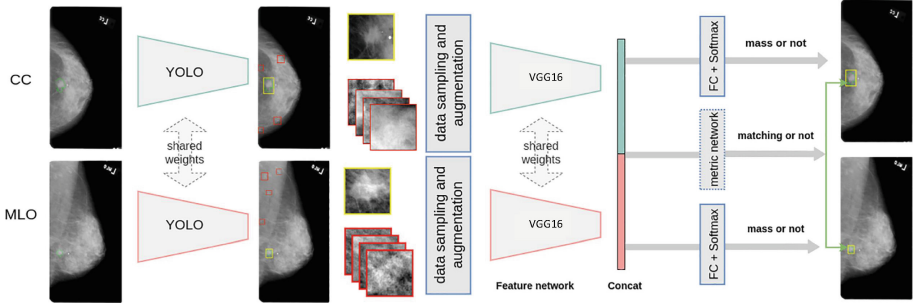 CC
YOLO
data sampling and
augmentation
VGG16
FC + Softmax
mass or not
shared
weights
shared
weights
metric network
matching or not
MLO
YOLO
data sampling and
augmentation
VGG16
FC + Softmax
mass or not
Feature network
Concat